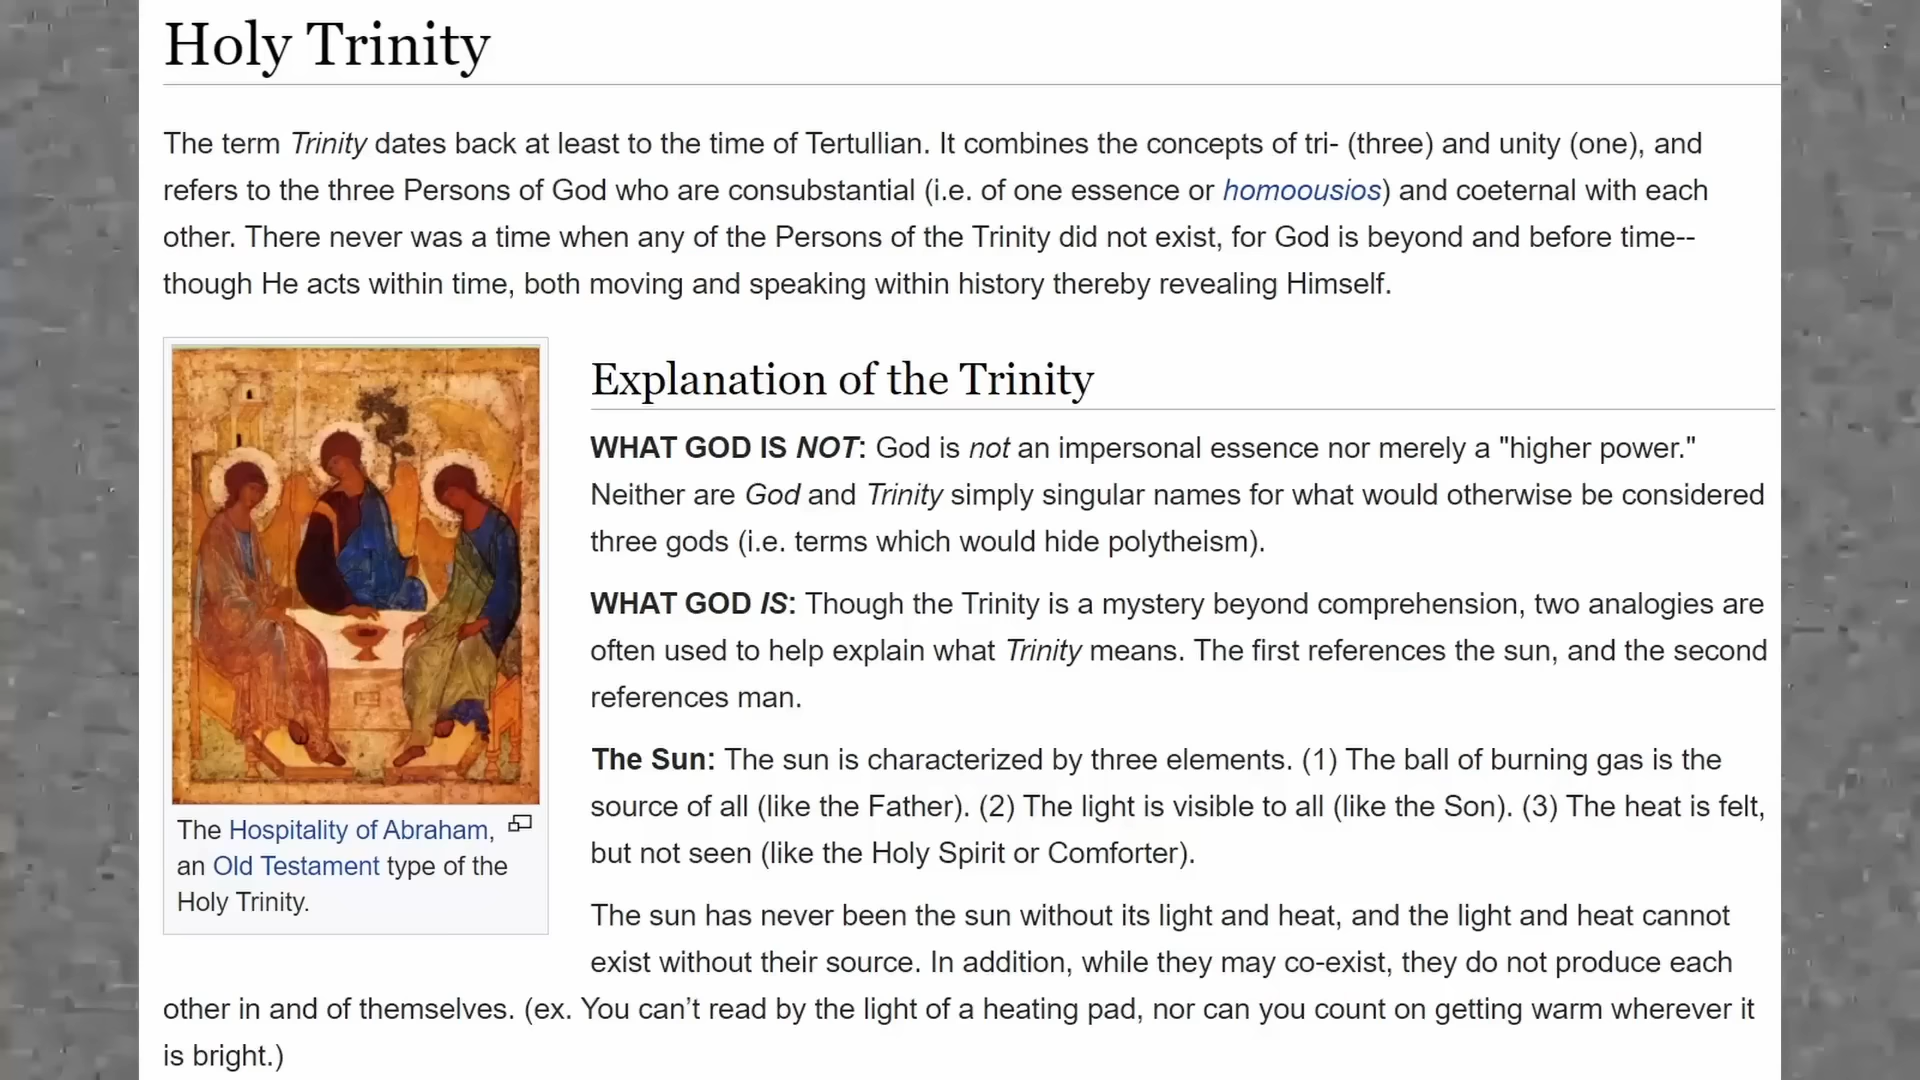 Holy Trinity
The term Trinity dates back at least to the time of Tertullian. It combines the concepts of tri- (three) and unity (one), and
refers to the three Persons of God who are consubstantial (i.e. of one essence or homoousios) and coeternal with each
other. There never was a time when any of the Persons of the Trinity did not exist, for God is beyond and before time--
though He acts within time, both moving and speaking within history thereby revealing Himself.
The Hospitality of Abraham,
an Old Testament type of the
Holy Trinity.
Explanation of the Trinity
WHAT GOD IS NOT: God is not an impersonal essence nor merely a "higher power."
Neither are God and Trinity simply singular names for what would otherwise be considered
three gods (i.e. terms which would hide polytheism).
WHAT GOD IS: Though the Trinity is a mystery beyond comprehension, two analogies are
often used to help explain what Trinity means. The first references the sun, and the second
references man.
The Sun: The sun is characterized by three elements. (1) The ball of burning gas is the
source of all (like the Father). (2) The light is visible to all (like the Son). (3) The heat is felt,
but not seen (like the Holy Spirit or Comforter).
The sun has never been the sun without its light and heat, and the light and heat cannot
exist without their source. In addition, while they may co-exist, they do not produce each
other in and of themselves. (ex. You can’t read by the light of a heating pad, nor can you count on getting warm wherever it
is bright.)